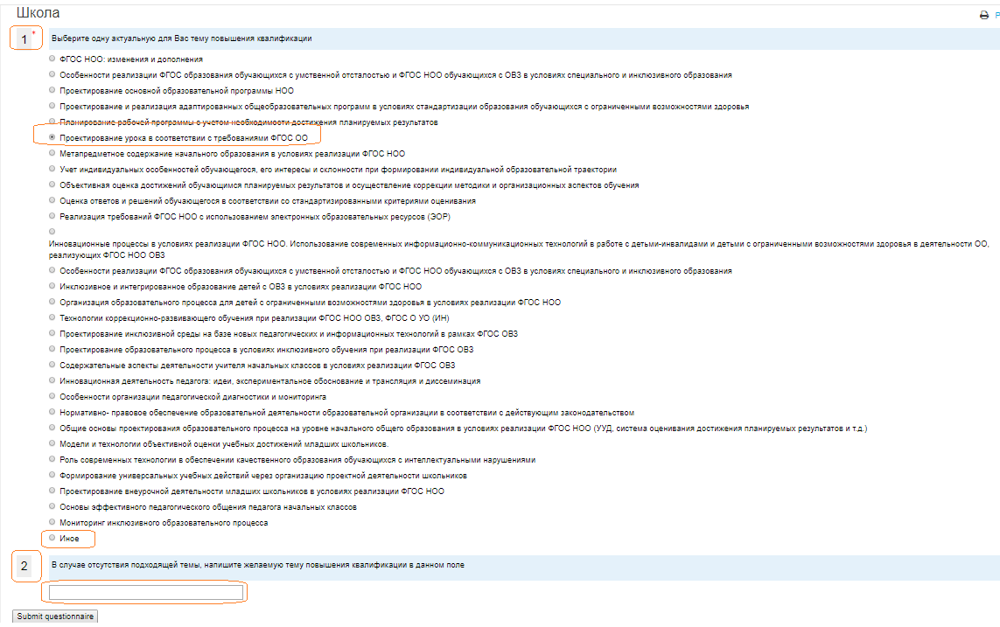 Школа
1 *
Выберите одну актуальную для Вас тему повышения квалификации
ФГОС НОО: изменения и дополнения
Особенности реализации ФГОС образования обучающихся с умственной отсталостью и ФГОС НОО обучающихся с ОВЗ в условиях специального и инклюзивного образования
Проектирование основной образовательной программы НОО
Проектирование и реализация адаптированных общеобразовательных программ в условиях стандартизации образования обучающихся с ограниченными возможностями здоровья
Планирование рабочей программы с учетом необходимости достижения планируемых результатов
Проектирование урока в соответствии с требованиями ФГОС ОО
Метапредметное содержание начального образования в условиях реализации ФГОС НОО
Учет индивидуальных особенностей обучающегося, его интересы и склонности при формировании индивидуальной образовательной траектории
Объективная оценка достижений обучающимся планируемых результатов и осуществление коррекции методики и организационных аспектов обучения
Оценка ответов и решений обучающегося в соответствии со стандартизированными критериями оценивания
Реализация требований ФГОС НОО с использованием электронных образовательных ресурсов (ЭОР)
Инновационные процессы в условиях реализации ФГОС НОО. Использование современных информационно-коммуникационных технологий в работе с детьми-инвалидами и детьми с ограниченными возможностями здоровья в деятельности ОО,
реализующих ФГОС НОО ОВЗ
Особенности реализации ФГОС образования обучающихся с умственной отсталостью и ФГОС НОО обучающихся с ОВЗ в условиях специального и инклюзивного образования
Инклюзивное и интегрированное образование детей с ОВЗ в условиях реализации ФГОС НОО
Организация образовательного процесса для детей с ограниченными возможностями здоровья в условиях реализации ФГОС НОО
Технологии коррекционно-развивающего обучения при реализации ФГОС НОО ОВЗ, ФГОС О УО (ИН)
Проектирование инклюзивной среды на базе новых педагогических и информационных технологий в рамках ФГОС ОВЗ
Проектирование образовательного процесса в условиях инклюзивного обучения при реализации ФГОС ОВЗ
Содержательные аспекты деятельности учителя начальных классов в условиях реализации ФГОС ОВЗ
Инновационная деятельность педагога: идеи, экспериментальное обоснование и трансляция и диссеминация
Особенности организации педагогической диагностики и мониторинга
Нормативно- правовое обеспечение образовательной деятельности образовательной организации в соответствии с действующим законодательством
Общие основы проектирования образовательного процесса на уровне начального общего образования в условиях реализации ФГОС НОО (УУД, система оценивания достижения планируемых результатов и т.д.)
Модели и технологии объективной оценки учебных достижений младших школьников.
Роль современных технологии в обеспечении качественного образования обучающихся с интеллектуальными нарушениями
Формирование универсальных учебных действий через организацию проектной деятельности школьников
Проектирование внеурочной деятельности младших школьников в условиях реализации ФГОС НОО
Основы эффективного педагогического общения педагога начальных классов
Мониторинг инклюзивного образовательного процесса
Иное
2
В случае отсутствия подходящей темы, напишите желаемую тему повышения квалификации в данном поле
Submit questionnaire